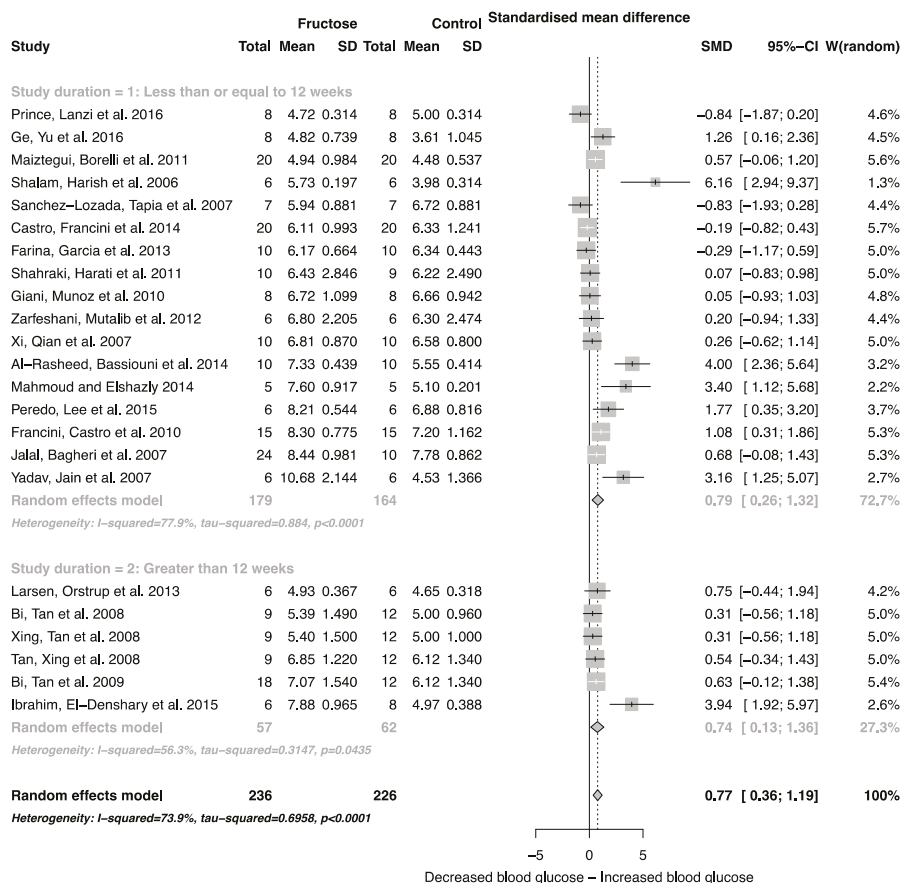 Fructose Control Standardised mean difference
Study Total Mean SD Total Mean SD SMD 95%−CI W(random)
Study duration = 1: Less than or equal to 12 weeks
Prince, Lanzi et al. 2016 8 4.72 0.314 8 5.00 0.314 −0.84 [−1.87; 0.20] 4.6%
Ge, Yu et al. 2016 8 4.82 0.739 8 3.61 1.045 1.26 [ 0.16; 2.36] 4.5%
Maiztegui, Borelli et al. 2011 20 4.94 0.984 20 4.48 0.537 0.57 [−0.06; 1.20] 5.6%
Shalam, Harish et al. 2006 6 5.73 0.197 6 3.98 0.314 6.16 [ 2.94; 9.37] 1.3%
Sanchez−Lozada, Tapia et al. 2007 7 5.94 0.881 7 6.72 0.881 −0.83 [−1.93; 0.28] 4.4%
Castro, Francini et al. 2014 20 6.11 0.993 20 6.33 1.241 −0.19 [−0.82; 0.43] 5.7%
Farina, Garcia et al. 2013 10 6.17 0.664 10 6.34 0.443 −0.29 [−1.17; 0.59] 5.0%
Shahraki, Harati et al. 2011 10 6.43 2.846 9 6.22 2.490 0.07 [−0.83; 0.98] 5.0%
Giani, Munoz et al. 2010 8 6.72 1.099 8 6.66 0.942 0.05 [−0.93; 1.03] 4.8%
Zarfeshani, Mutalib et al. 2012 6 6.80 2.205 6 6.30 2.474 0.20 [−0.94; 1.33] 4.4%
Xi, Qian et al. 2007 10 6.81 0.870 10 6.58 0.800 0.26 [−0.62; 1.14] 5.0%
Al−Rasheed, Bassiouni et al. 2014 10 7.33 0.439 10 5.55 0.414 4.00 [ 2.36; 5.64] 3.2%
Mahmoud and Elshazly 2014 5 7.60 0.917 5 5.10 0.201 3.40 [ 1.12; 5.68] 2.2%
Peredo, Lee et al. 2015 6 8.21 0.544 6 6.88 0.816 1.77 [ 0.35; 3.20] 3.7%
Francini, Castro et al. 2010 15 8.30 0.775 15 7.20 1.162 1.08 [ 0.31; 1.86] 5.3%
Jalal, Bagheri et al. 2007 24 8.44 0.981 10 7.78 0.862 0.68 [−0.08; 1.43] 5.3%
Yadav, Jain et al. 2007 6 10.68 2.144 6 4.53 1.366 3.16 [ 1.25; 5.07] 2.7%
Random effects model 179 164 0.79 [ 0.26; 1.32] 72.7%
Heterogeneity: I−squared=77.9%, tau−squared=0.884, p<0.0001
Study duration = 2: Greater than 12 weeks
Larsen, Orstrup et al. 2013 6 4.93 0.367 6 4.65 0.318 0.75 [−0.44; 1.94] 4.2%
Bi, Tan et al. 2008 9 5.39 1.490 12 5.00 0.960 0.31 [−0.56; 1.18] 5.0%
Xing, Tan et al. 2008 9 5.40 1.500 12 5.00 1.000 0.31 [−0.56; 1.18] 5.0%
Tan, Xing et al. 2008 9 6.85 1.220 12 6.12 1.340 0.54 [−0.34; 1.43] 5.0%
Bi, Tan et al. 2009 18 7.07 1.540 12 6.12 1.340 0.63 [−0.12; 1.38] 5.4%
Ibrahim, El−Denshary et al. 2015 6 7.88 0.965 8 4.97 0.388 3.94 [ 1.92; 5.97] 2.6%
Random effects model 57 62 0.74 [ 0.13; 1.36] 27.3%
Heterogeneity: I−squared=56.3%, tau−squared=0.3147, p=0.0435
Random effects model 236 226 0.77 [ 0.36; 1.19] 100%
Heterogeneity: I−squared=73.9%, tau−squared=0.6958, p<0.0001
−5 0 5
Decreased blood glucose − Increased blood glucose